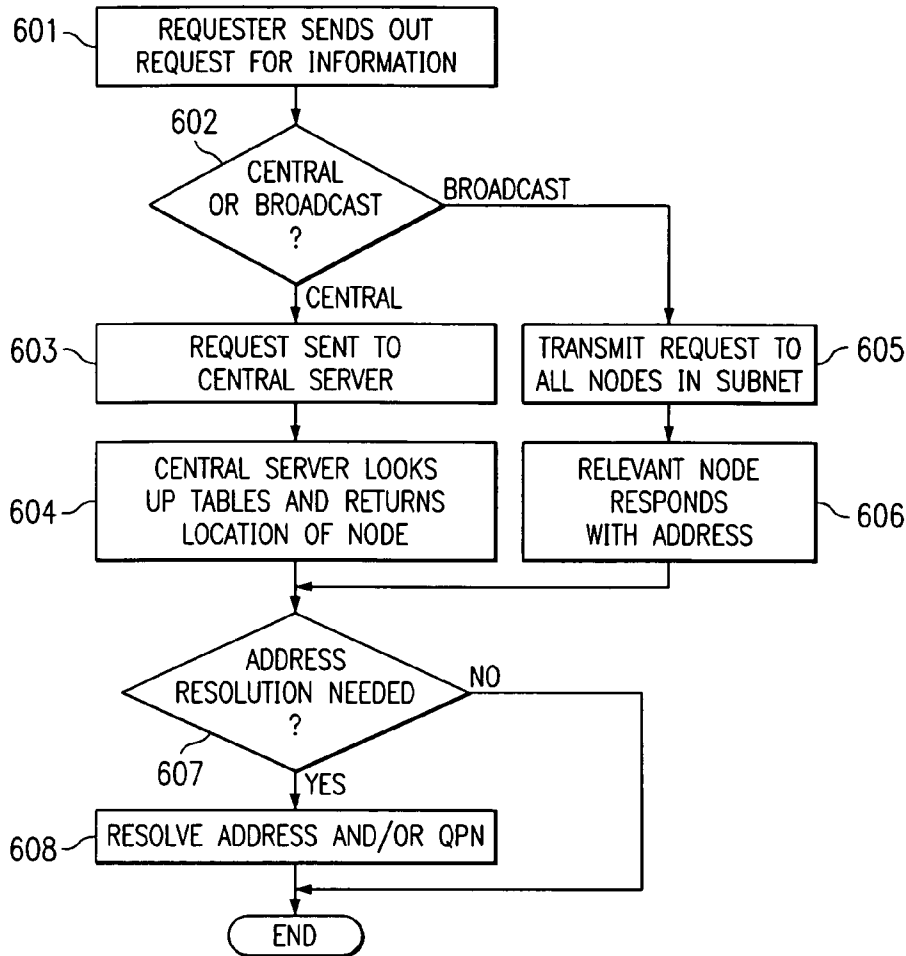 601
REQUESTER SENDS OUT
REQUEST FOR INFORMATION
602
CENTRAL
OR BROADCAST
?
BROADCAST
CENTRAL
603
REQUEST SENT TO
CENTRAL SERVER
TRANSMIT REQUEST TO
ALL NODES IN SUBNET
605
604
CENTRAL SERVER LOOKS
UP TABLES AND RETURNS
LOCATION OF NODE
RELEVANT NODE
RESPONDS
WITH ADDRESS
606
ADDRESS
RESOLUTION NEEDED
?
NO
607
YES
608
RESOLVE ADDRESS AND/OR QPN
END